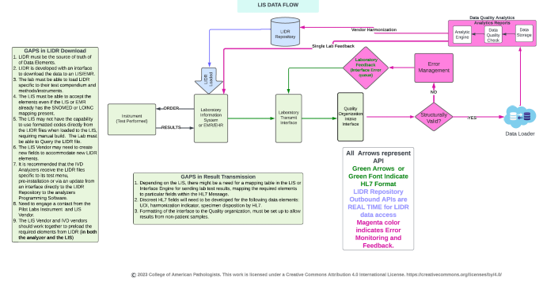 LIS DATA FLOW
Data Quality Analytics
Analytics Reports
Analytic
Engine
Data
Quality
Check
Data
Storage
Vendor Harmonization
LIDR
Repository
Single Lab Feedback
LIDR
Download
Laboratory
Feedback
(Interface Error
queue)
Error
Management
NO
YES
Structurally
Valid?
Data Loader
Instrument
(Test Performed)
ORDER
RESULTS
Laboratory
Information
System
or EMR/EHR
Laboratory
Transmit
Interface
Quality
Organization
Interface
GAPS in LIDR Download
1. LIDR must be the source of truth of
of Data Elements.
2. LIDR is developed with an interface
to download the data to an LIS/EHR.
3. The lab must be able to load LIDR
specific to their test compendium and
methods/instruments.
4. The LIS must be able to accept the
elements even if the LIS or EMR
already has the SNOMED or LOINC
mapping present.
5. The LIS may not have the capability
to use formatted codes directly from
the LIDR files when loaded to the LIS,
requiring manual build. The Lab must
be able to Query the LIDR file.
6. The LIS Vendor may need to create
new fields to accommodate new LIDR
elements.
7. It is recommended that the IVD
Analyzers receive the LIDR files
specific to its test menu,
pre-installation or via an update from
an interface directly to the LIDR
Repository to the analyzers
Programming Software.
8. Need to engage a contact from the
Pilot Labs Instrument and LIS
Vendor.
9. The LIS Vendor and IVD vendors
should work together to preload the
required elements from LIDR (in both
the analyzer and the LIS)
GAPS in Result Transmission
1. Depending on the LIS, there might be a need for a mapping table in the LIS or
Interface Engine for sending lab test results, mapping the required elements
to particular fields within the HL7 Message.
2. Discreet HL7 fields will need to be developed for the following data elements
UDI, harmonization indicator, specimen disposition by HL7.
3. Formatting of the interface to the Quality organization, must be set up to allow
results from non-patient samples.
All Arrows represent
API
Green Arrows or
Green Font Indicate
HL7 Format
LIDR Repository
Outbound APIs are
REAL TIME for LIDR
data access
Magenta color
indicates Error
Monitoring and
Feedback.
© 2023 College of American Pathologists. This work is licensed under a Creative Commons Attribution 4.0 International License. https://creativecommons.org/licenses/by/4.0/